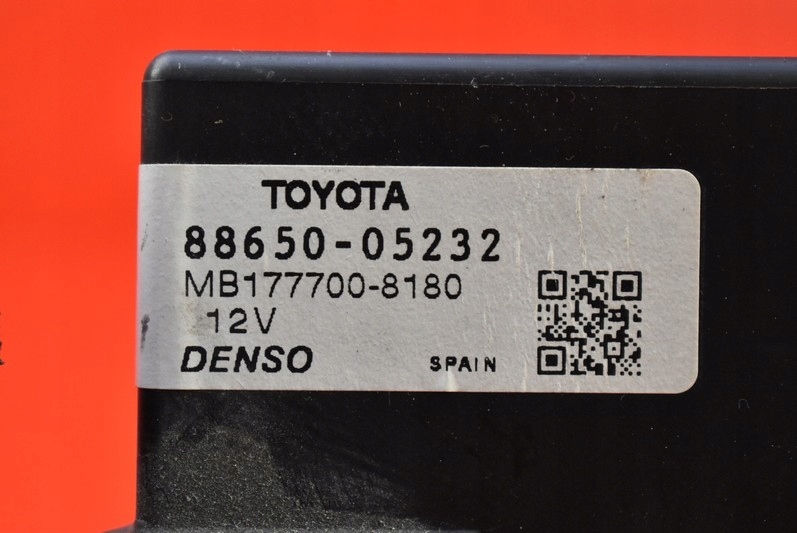 TOYOTA
88650-05232
MB177700-8180
12V
DENSO SPAIN